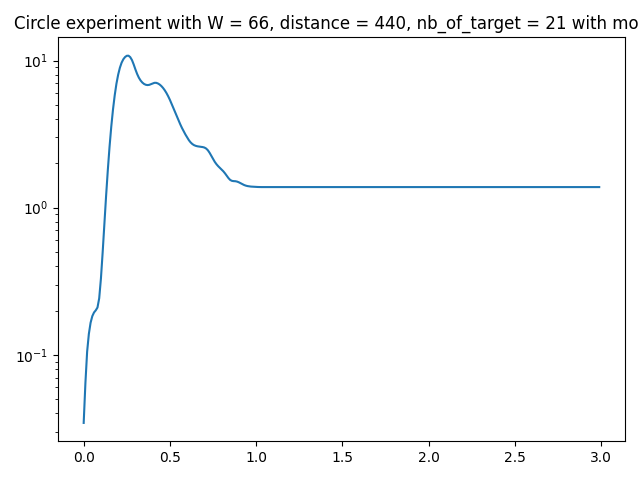 Circle experiment with W = 66, distance = 440, nb_of_target = 21 with mo
10¹
10⁰
10⁻¹
0.0 0.5 1.0 1.5 2.0 2.5 3.0